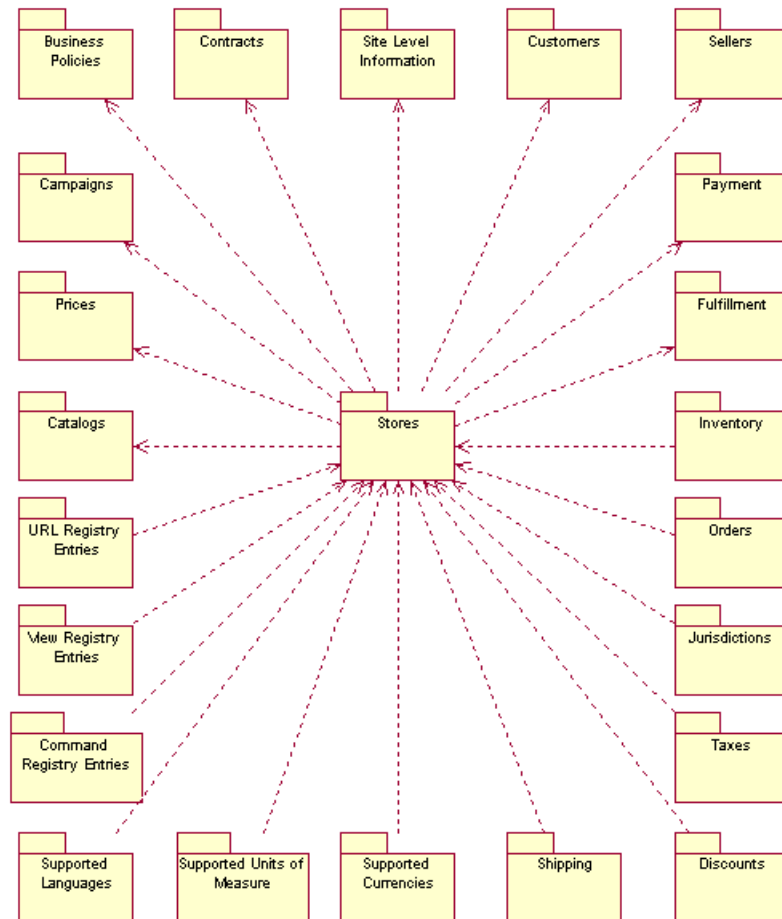 Business
Policies
Contracts
Site Level
Information
Customers
Sellers
Campaigns
Payment
Prices
Fulfillment
Stores
Catalogs
Inventory
URL Registry
Entries
Orders
View Registry
Entries
Jurisdictions
Command
Registry Entries
Taxes
Supported
Languages
Supported Units of
Measure
Supported
Currencies
Shipping
Discounts